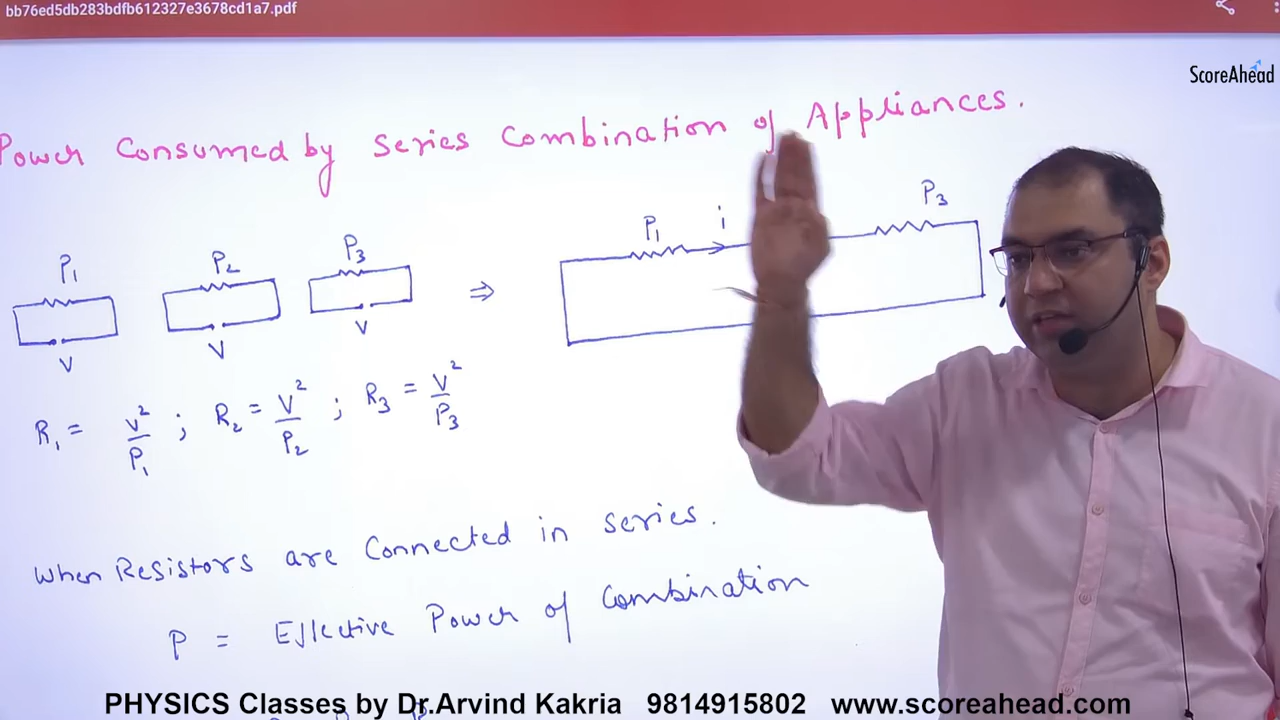 bb76ed5db283bdfb612327e3678cd1a7.pdf
ScoreAhead
Power Consumed by Series Combination of Appliances.
P₁ P₂ P₃ ⇒ P₁ i P₃
V V V
R₁ = V²/P₁ ; R₂ = V²/P₂ ; R₃ = V²/P₃
When Resistors are Connected in Series.
P = Effective Power of Combination
PHYSICS Classes by Dr.Arvind Kakria 9814915802 www.scoreahead.com